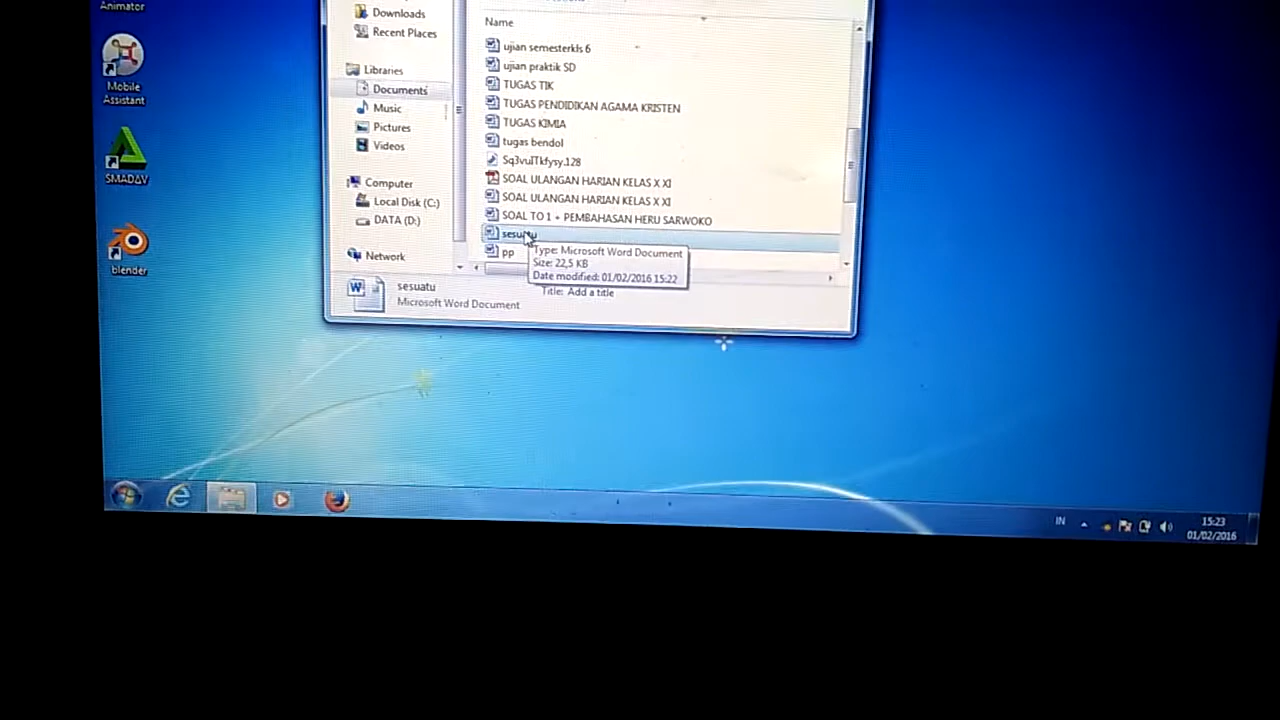 Animator
Mobile
Assistant
SMADAV
blender
Downloads
Recent Places
Libraries
Documents
Music
Pictures
Videos
Computer
Local Disk (C:)
DATA (D:)
Network
Name
ujian semesterkls 6
ujian praktik SD
TUGAS TIK
TUGAS PENDIDIKAN AGAMA KRISTEN
TUGAS KIMIA
tugas bendol
SOAL ULANGAN HARIAN KELAS X XI
SOAL ULANGAN HARIAN KELAS X XI
SOAL TO 1 + PEMBAHASAN HERU SARWOKO
sesuatu
pp
Type: Microsoft Word Document
Size: 22,5 KB
Date modified: 01/02/2016 15:22
sesuatu
Title: Add a title
Microsoft Word Document
IN
15:23
01/02/2016